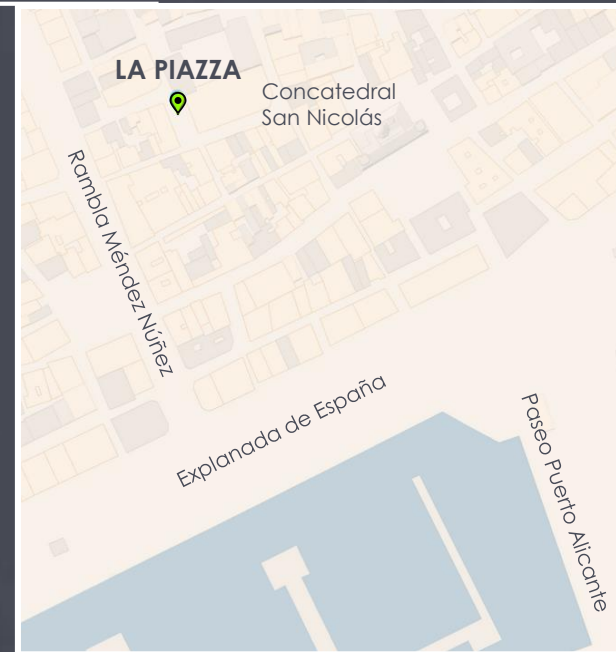 LA PIAZZA
Concatedral
San Nicolás
Rambla Méndez Núñez
Explanada de España
Paseo Puerto Alicante